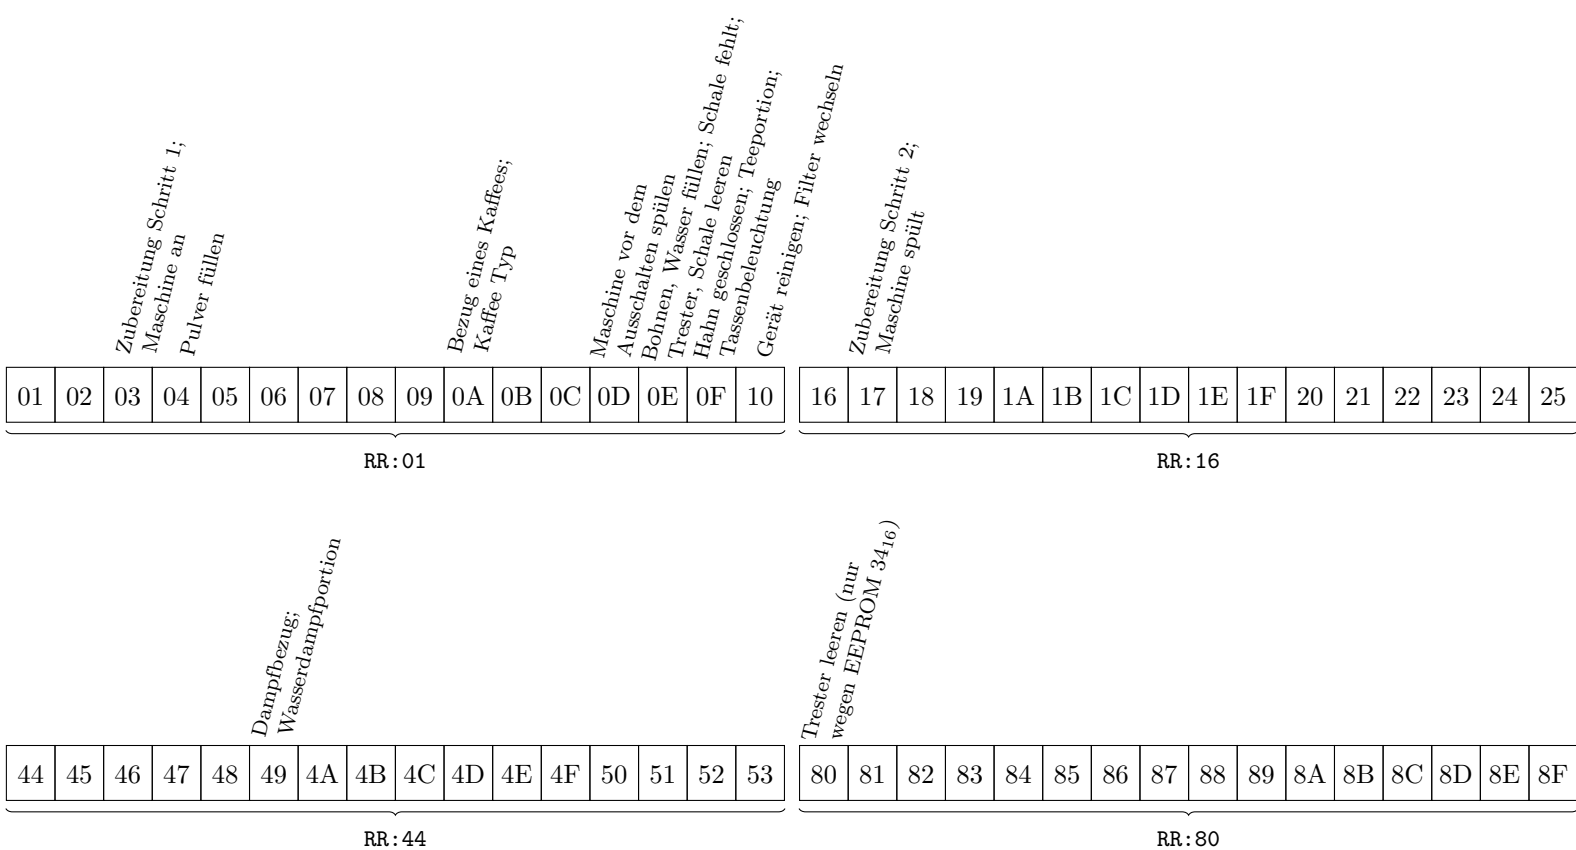 Zubereitung Schritt 1;
Maschine an
Pulver füllen
Bezug eines Kaffees;
Kaffee Typ
Maschine vor dem
Ausschalten spülen
Bohnen, Wasser füllen; Schale fehlt;
Trester, Schale leeren
Hahn geschlossen; Teeportion;
Tassenbeleuchtung
Gerät reinigen; Filter wechseln
Zubereitung Schritt 2;
Maschine spült
01 02 03 04 05 06 07 08 09 0A 0B 0C 0D 0E 0F 10 16 17 18 19 1A 1B 1C 1D 1E 1F 20 21 22 23 24 25
RR:01 RR:16
Dampfbezug;
Wasserdampfportion
Trester leeren (nur
wegen EEPROM 34₁₆)
44 45 46 47 48 49 4A 4B 4C 4D 4E 4F 50 51 52 53 80 81 82 83 84 85 86 87 88 89 8A 8B 8C 8D 8E 8F
RR:44 RR:80